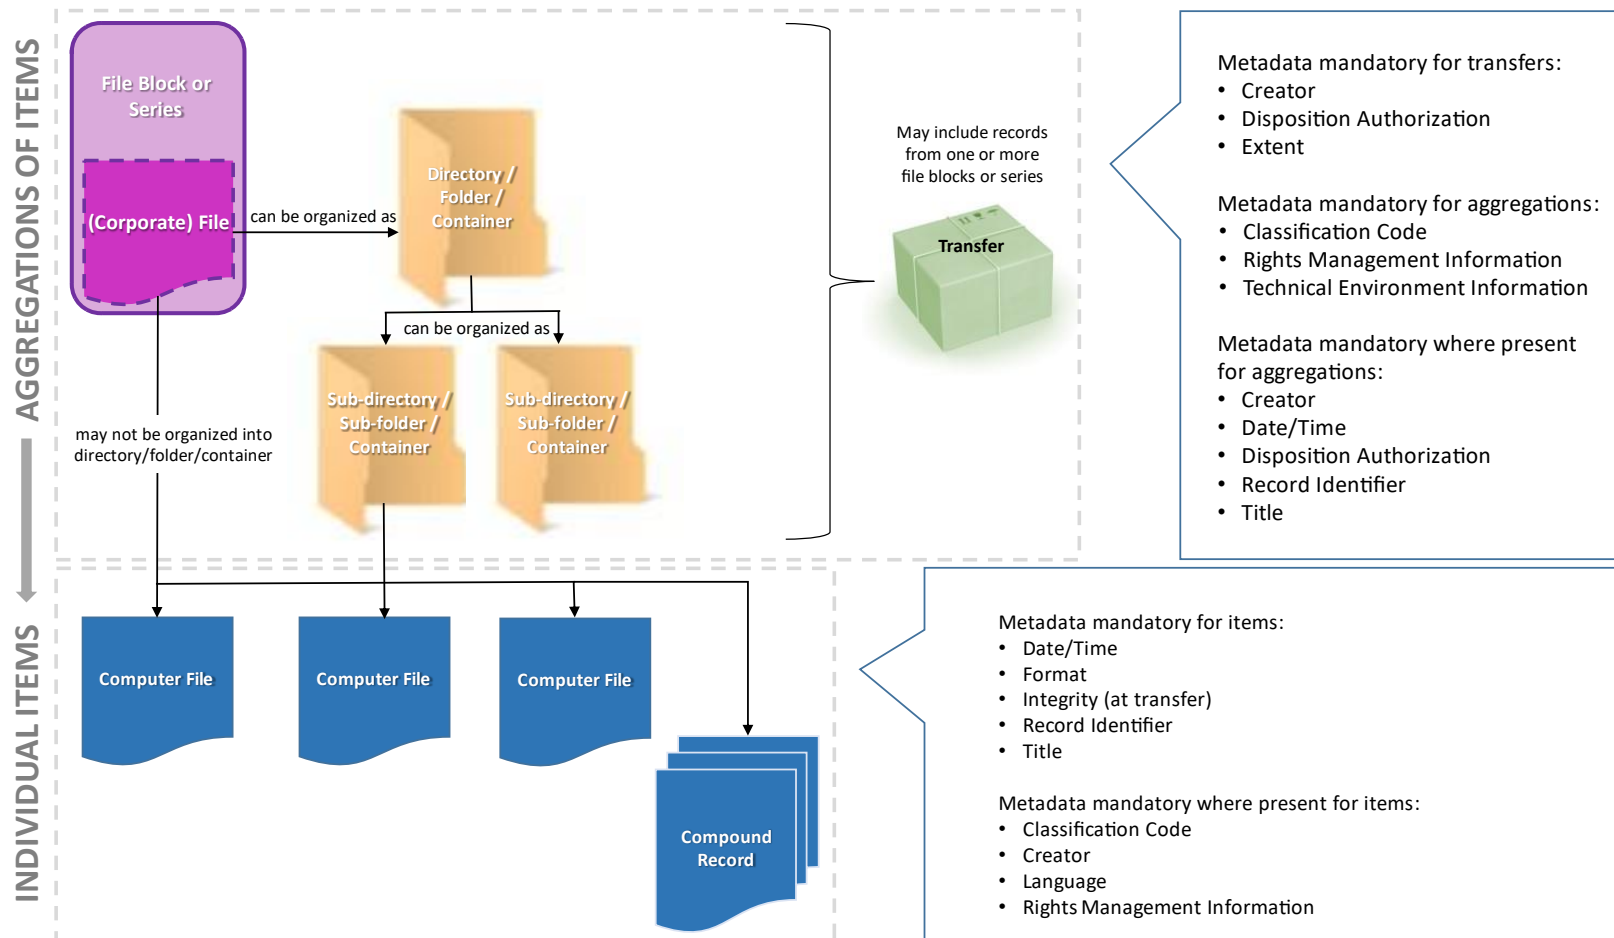 AGGREGATIONS OF ITEMS
File Block or
Series
(Corporate) File
can be organized as
Directory /
Folder /
Container
can be organized as
Sub-directory /
Sub-folder /
Container
Sub-directory /
Sub-folder /
Container
may not be organized into
directory/folder/container
May include records
from one or more
file blocks or series
Transfer
Metadata mandatory for transfers:
• Creator
• Disposition Authorization
• Extent
Metadata mandatory for aggregations:
• Classification Code
• Rights Management Information
• Technical Environment Information
Metadata mandatory where present
for aggregations:
• Creator
• Date/Time
• Disposition Authorization
• Record Identifier
• Title
INDIVIDUAL ITEMS
Computer File
Computer File
Computer File
Compound
Record
Metadata mandatory for items:
• Date/Time
• Format
• Integrity (at transfer)
• Record Identifier
• Title
Metadata mandatory where present for items:
• Classification Code
• Creator
• Language
• Rights Management Information